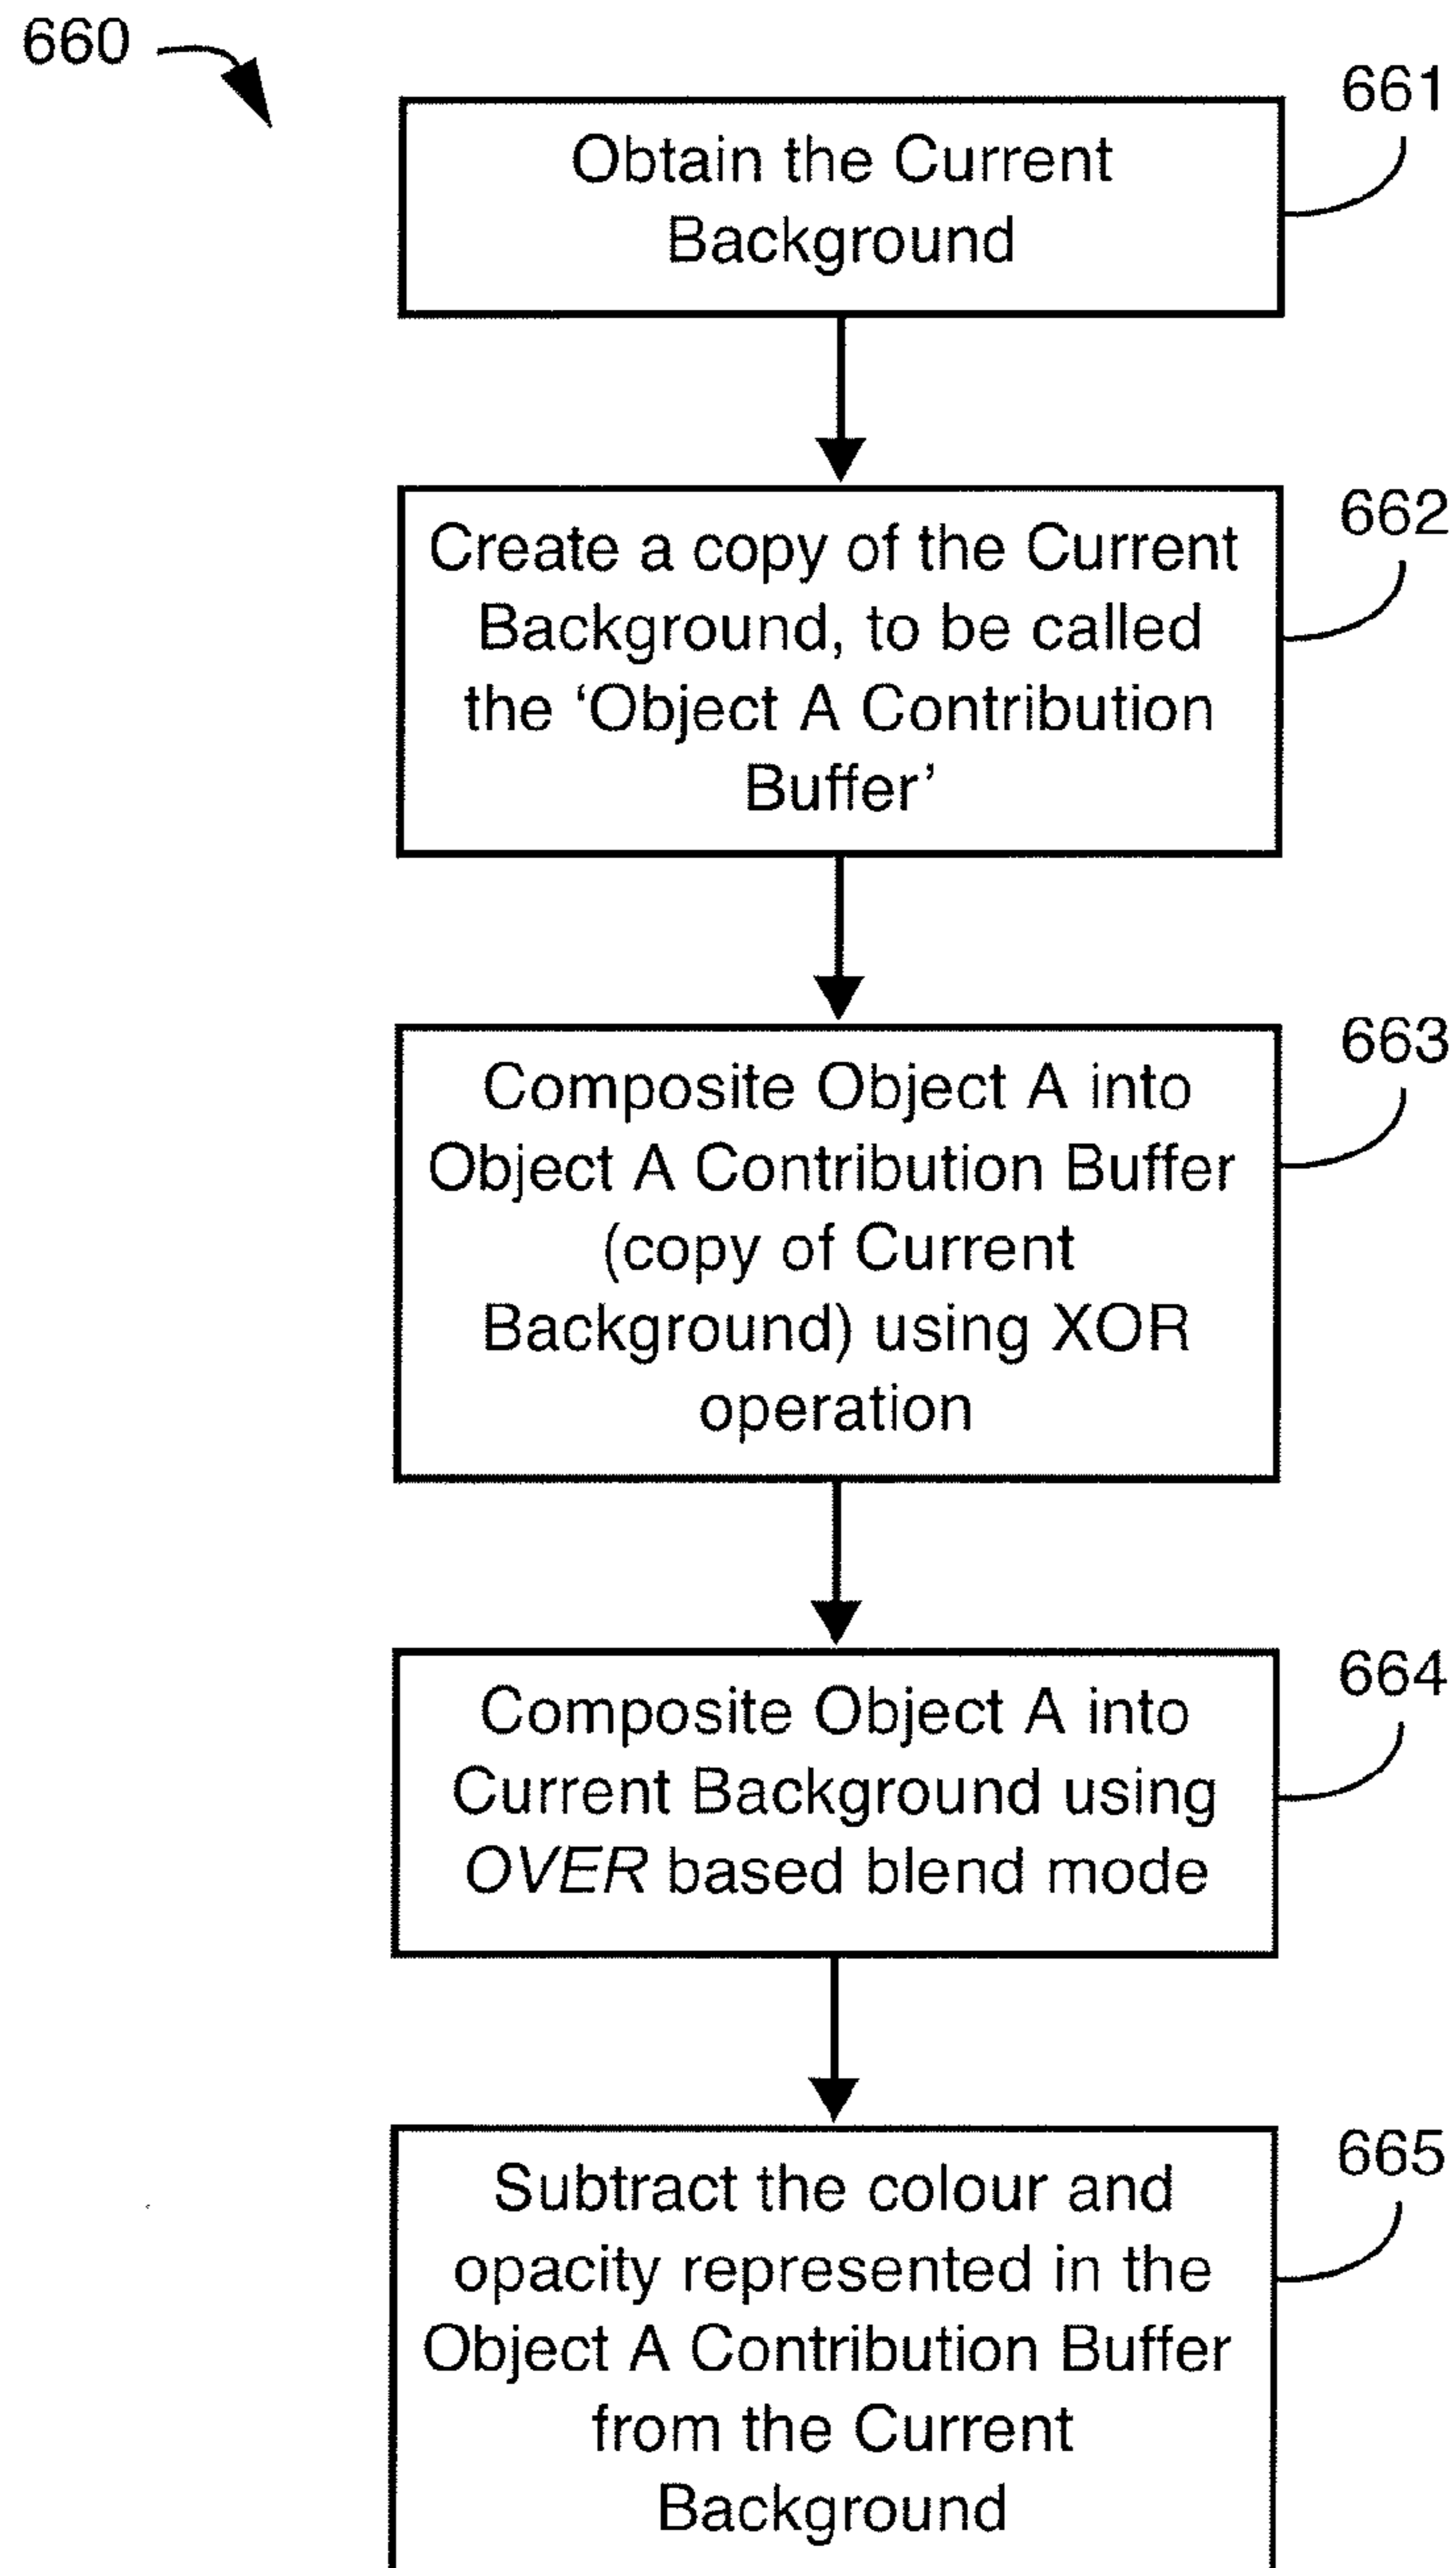 660
661
Obtain the Current
Background
662
Create a copy of the Current
Background, to be called
the ‘Object A Contribution
Buffer’
663
Composite Object A into
Object A Contribution Buffer
(copy of Current
Background) using XOR
operation
664
Composite Object A into
Current Background using
OVER based blend mode
665
Subtract the colour and
opacity represented in the
Object A Contribution Buffer
from the Current
Background